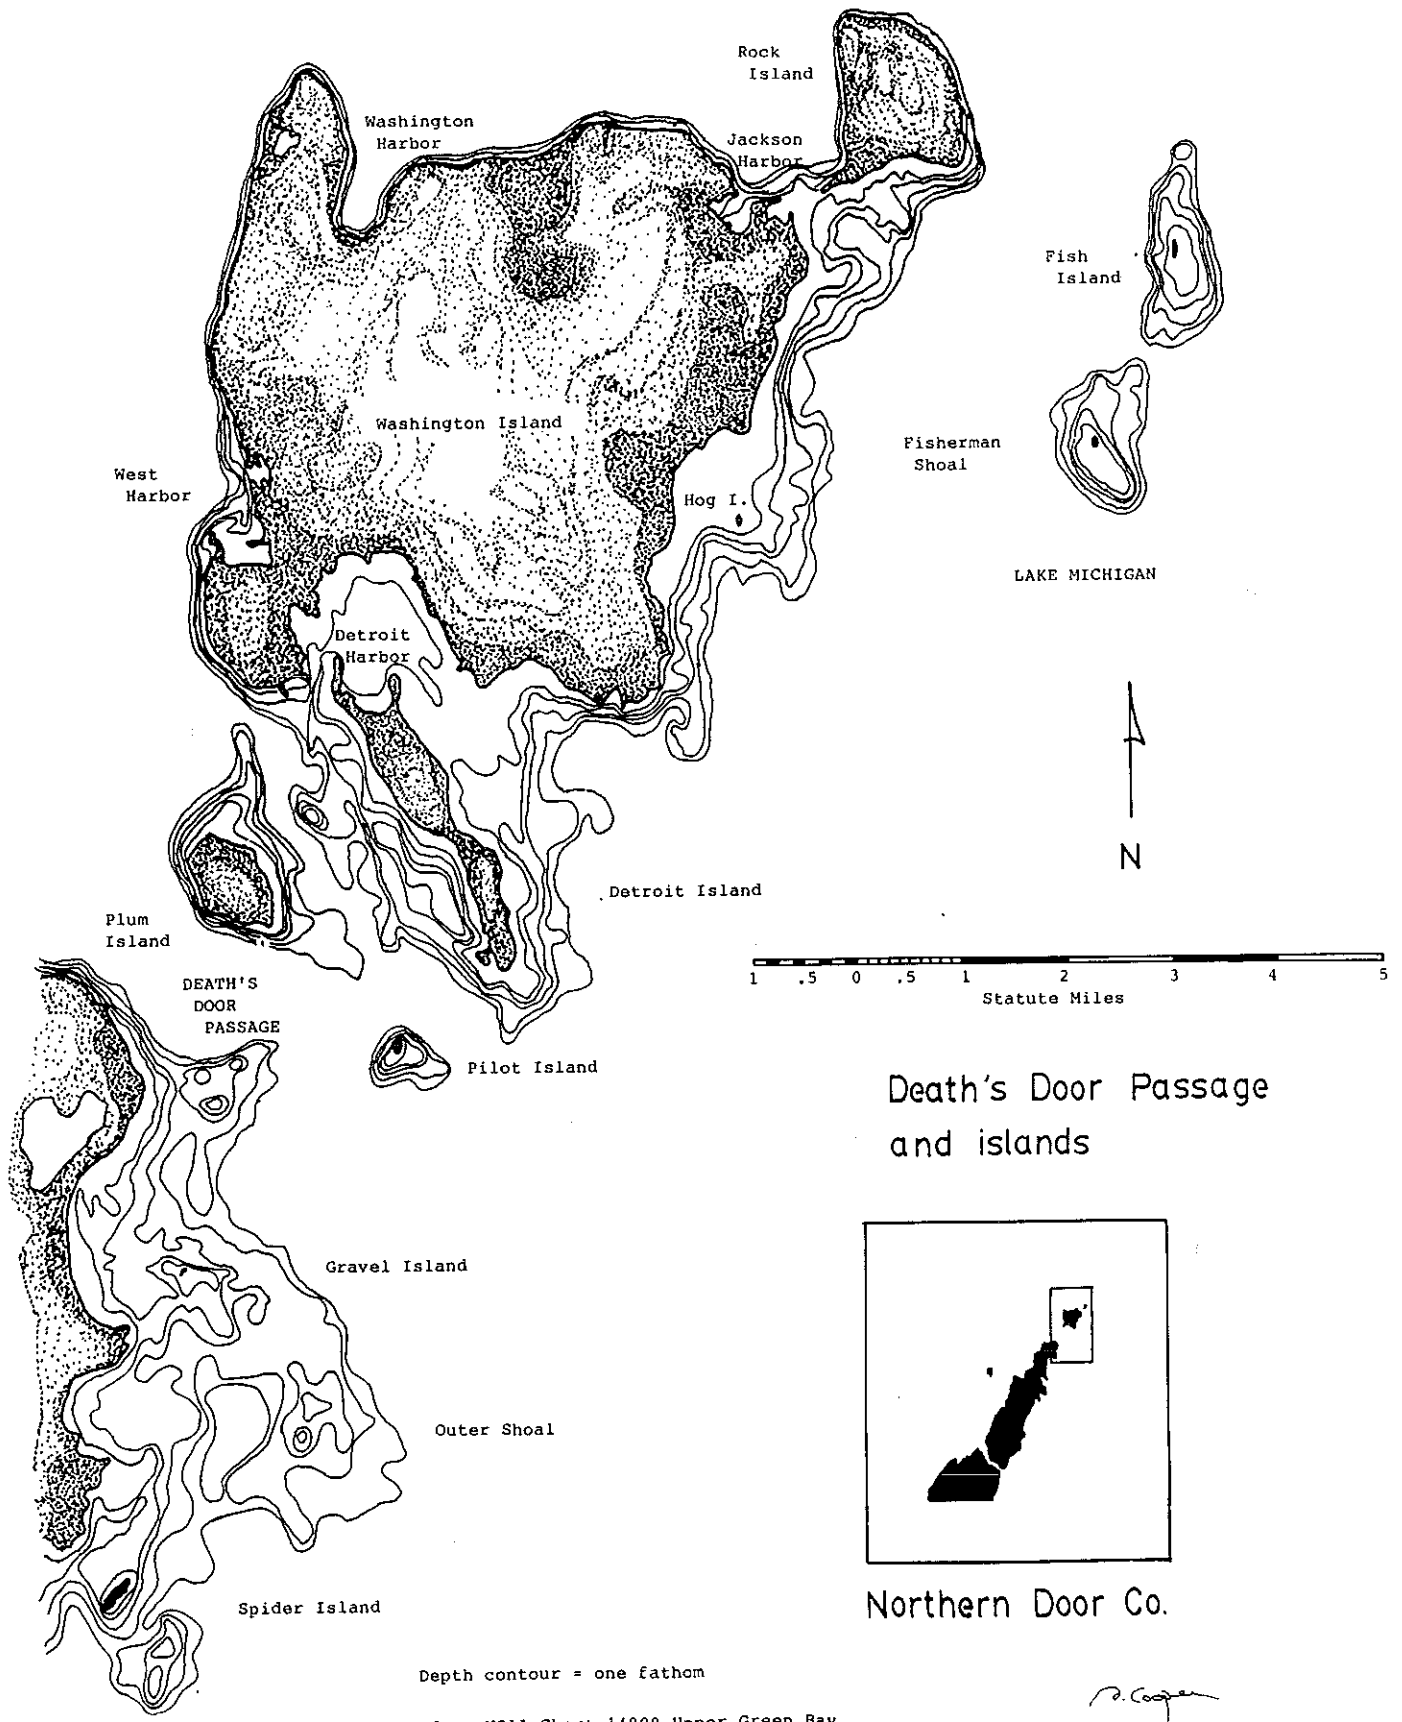 Rock
Island
Washington
Harbor
Jackson
Harbor
Fish
Island
Washington Island
Fisherman
Shoal
West
Harbor
Hog I.
LAKE MICHIGAN
Detroit
Harbor
N
Detroit Island
Plum
Island
1 .5 0 .5 1 2 3 4 5
Statute Miles
DEATH'S
DOOR
PASSAGE
Pilot Island
Death's Door Passage
and islands
Gravel Island
Outer Shoal
Northern Door Co.
Spider Island
Depth contour = one fathom
Upper Green Bay